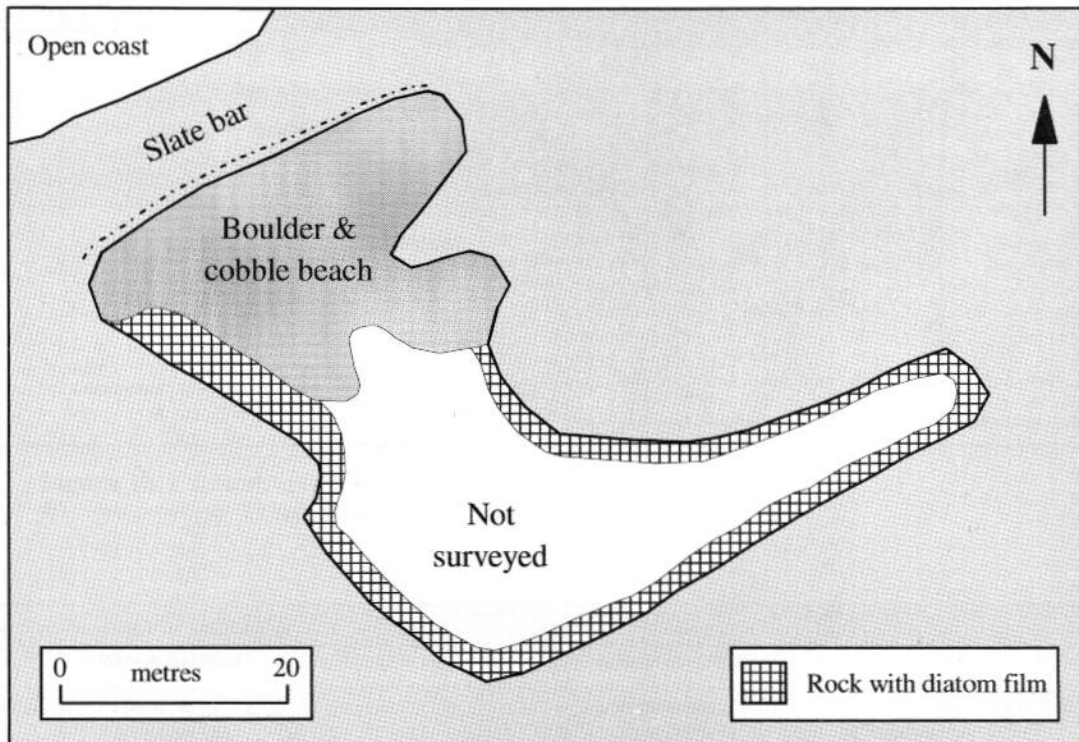 Open coast
N
Slate bar
Boulder &
cobble beach
Not
surveyed
0 metres 20
Rock with diatom film